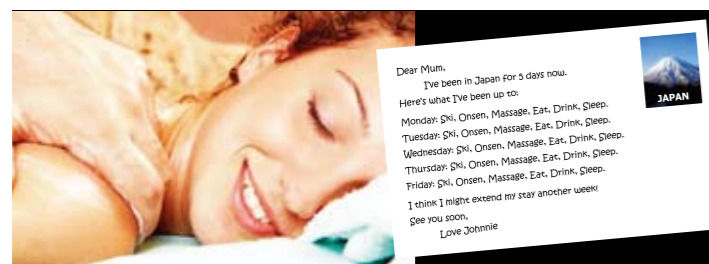 Dear Mum,
I've been in Japan for 5 days now.
Here's what I've been up to:
Monday: Ski, Onsen, Massage, Eat, Drink, Sleep.
Tuesday: Ski, Onsen, Massage, Eat, Drink, Sleep.
Wednesday: Ski, Onsen, Massage, Eat, Drink, Sleep.
Thursday: Ski, Onsen, Massage, Eat, Drink, Sleep.
Friday: Ski, Onsen, Massage, Eat, Drink, Sleep.
I think I might extend my stay another week!
See you soon,
Love Johnnie
JAPAN